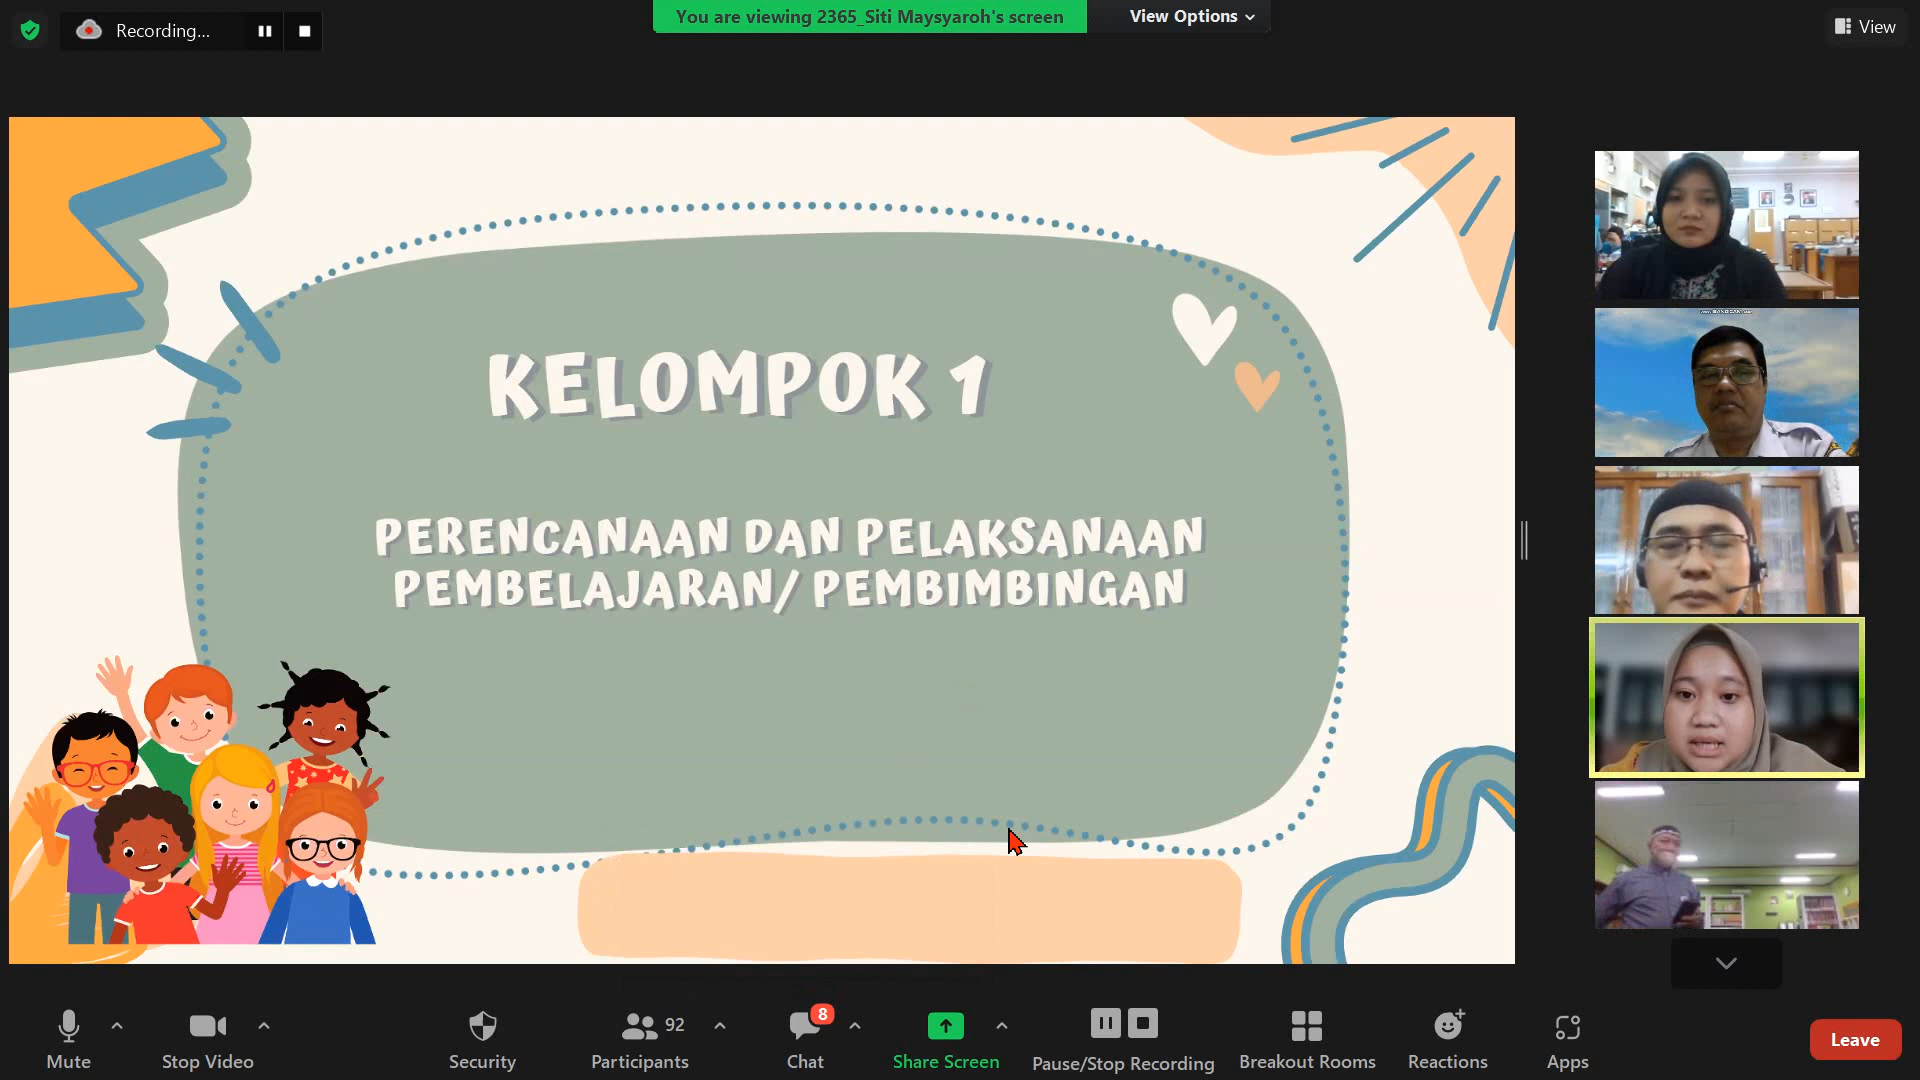 Recording...
You are viewing 2365_Siti Maysyaroh's screen
View Options
View
KELOMPOK 1
PERENCANAAN DAN PELAKSANAAN
PEMBELAJARAN/ PEMBIMBINGAN
Mute
Stop Video
Security
92
Participants
8
Chat
Share Screen
Pause/Stop Recording
Breakout Rooms
Reactions
Apps
Leave